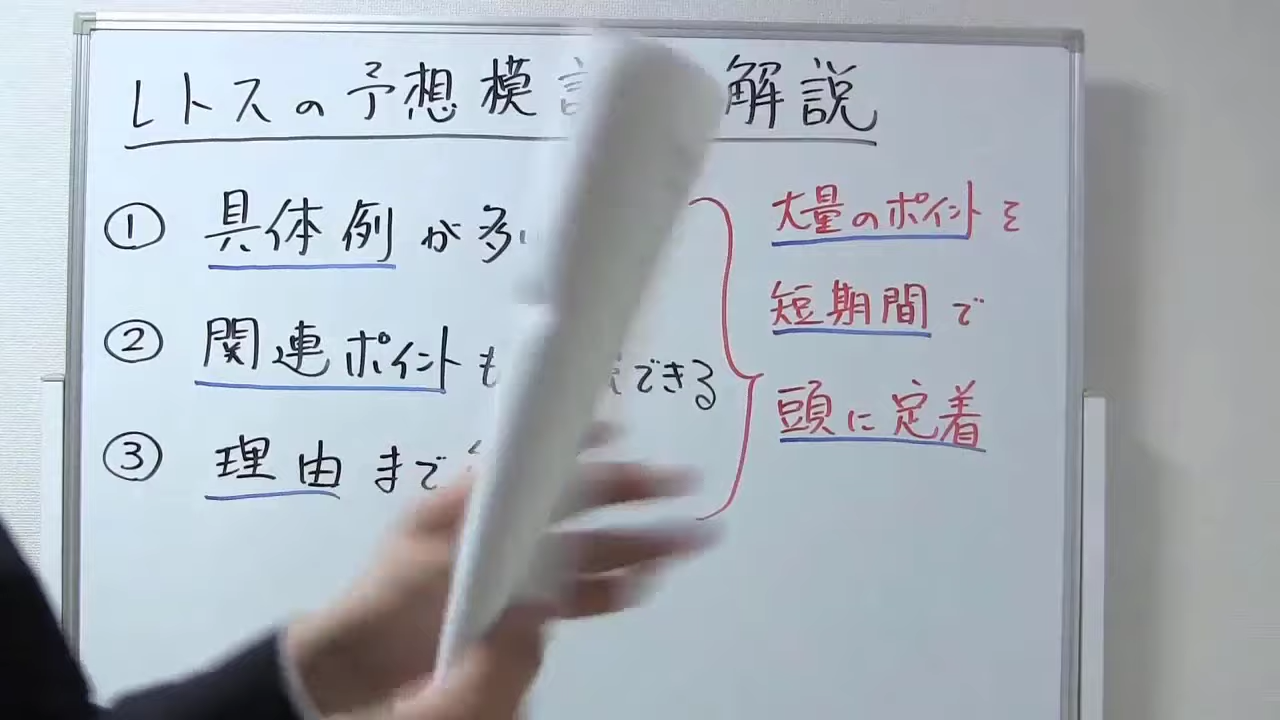 レトスの予想模 解説
① 具体例が多
② 関連ポイントも できる
③ 理由まで
大量のポイントを
短期間で
頭に定着